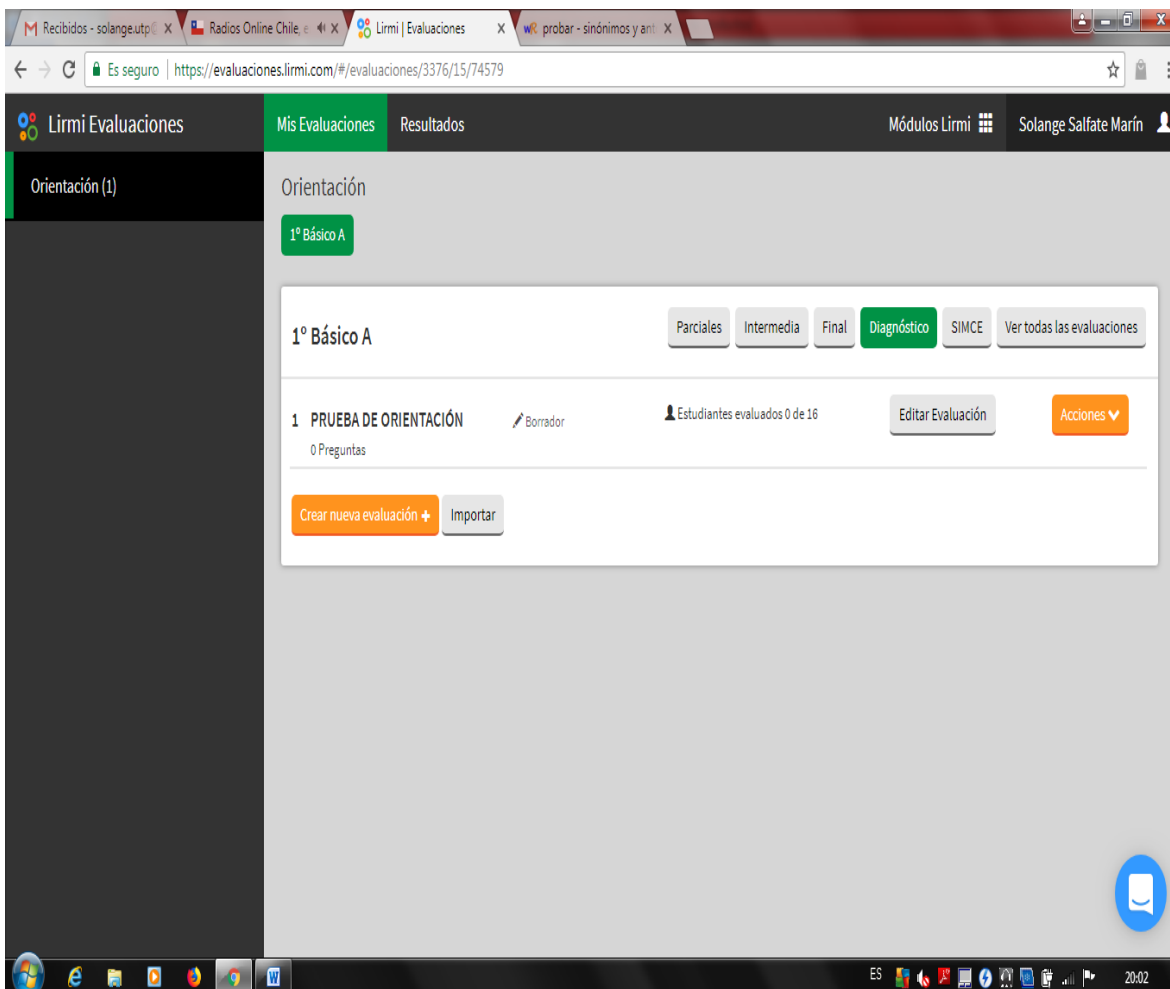 Recibidos - solange.utp@
Radios Online Chile, e
Lirmi | Evaluaciones
wR probar - sinónimos y ant
Es seguro | https://evaluaciones.lirmi.com/#/evaluaciones/3376/15/74579
Lirmi Evaluaciones
Mis Evaluaciones
Resultados
Módulos Lirmi
Solange Salfate Marín
Orientación (1)
Orientación
1º Básico A
1º Básico A
Parciales
Intermedia
Final
Diagnóstico
SIMCE
Ver todas las evaluaciones
1 PRUEBA DE ORIENTACIÓN
Borrador
Estudiantes evaluados 0 de 16
Editar Evaluación
Acciones
0 Preguntas
Crear nueva evaluación +
Importar
ES
20:02